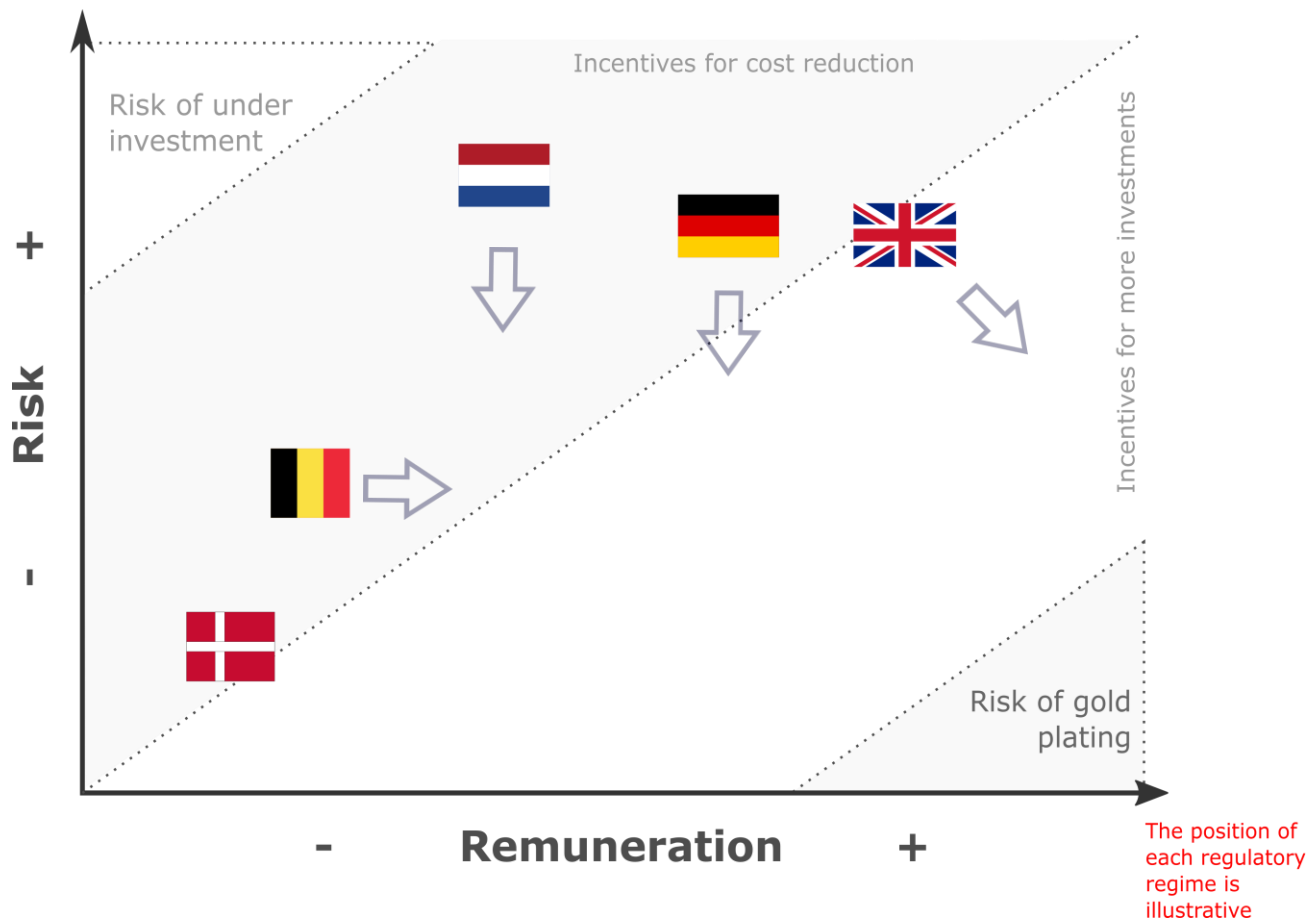 Incentives for cost reduction
Risk of under
investment
Incentives for more investments
+
Risk
-
Risk of gold
plating
-
Remuneration
+
The position of
each regulatory
regime is
illustrative